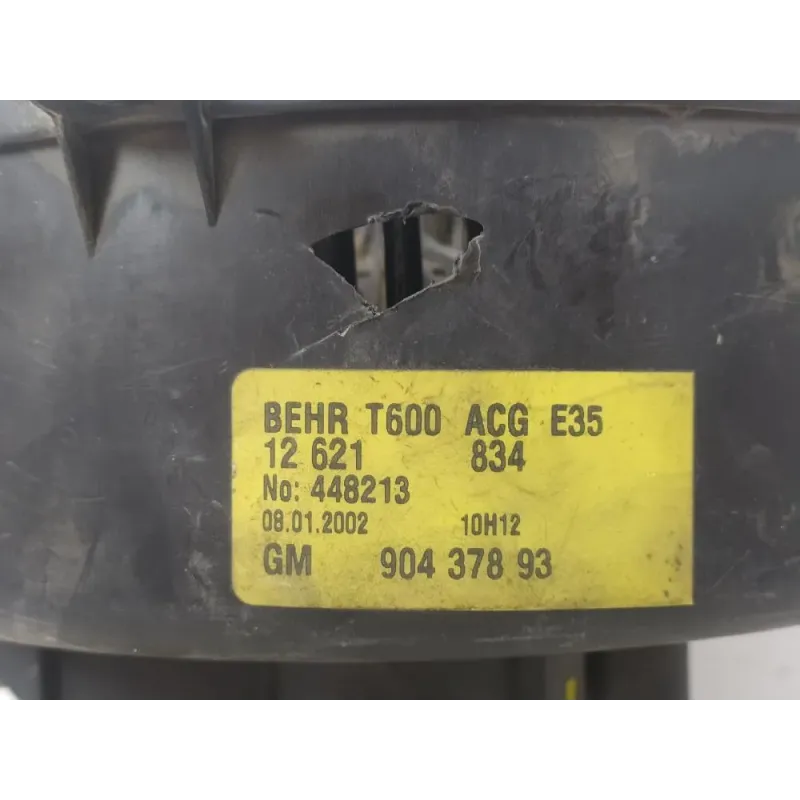 BEHR T600 ACG E35
12 621 834
No: 448213
08.01.2002 10H12
GM 904 378 93